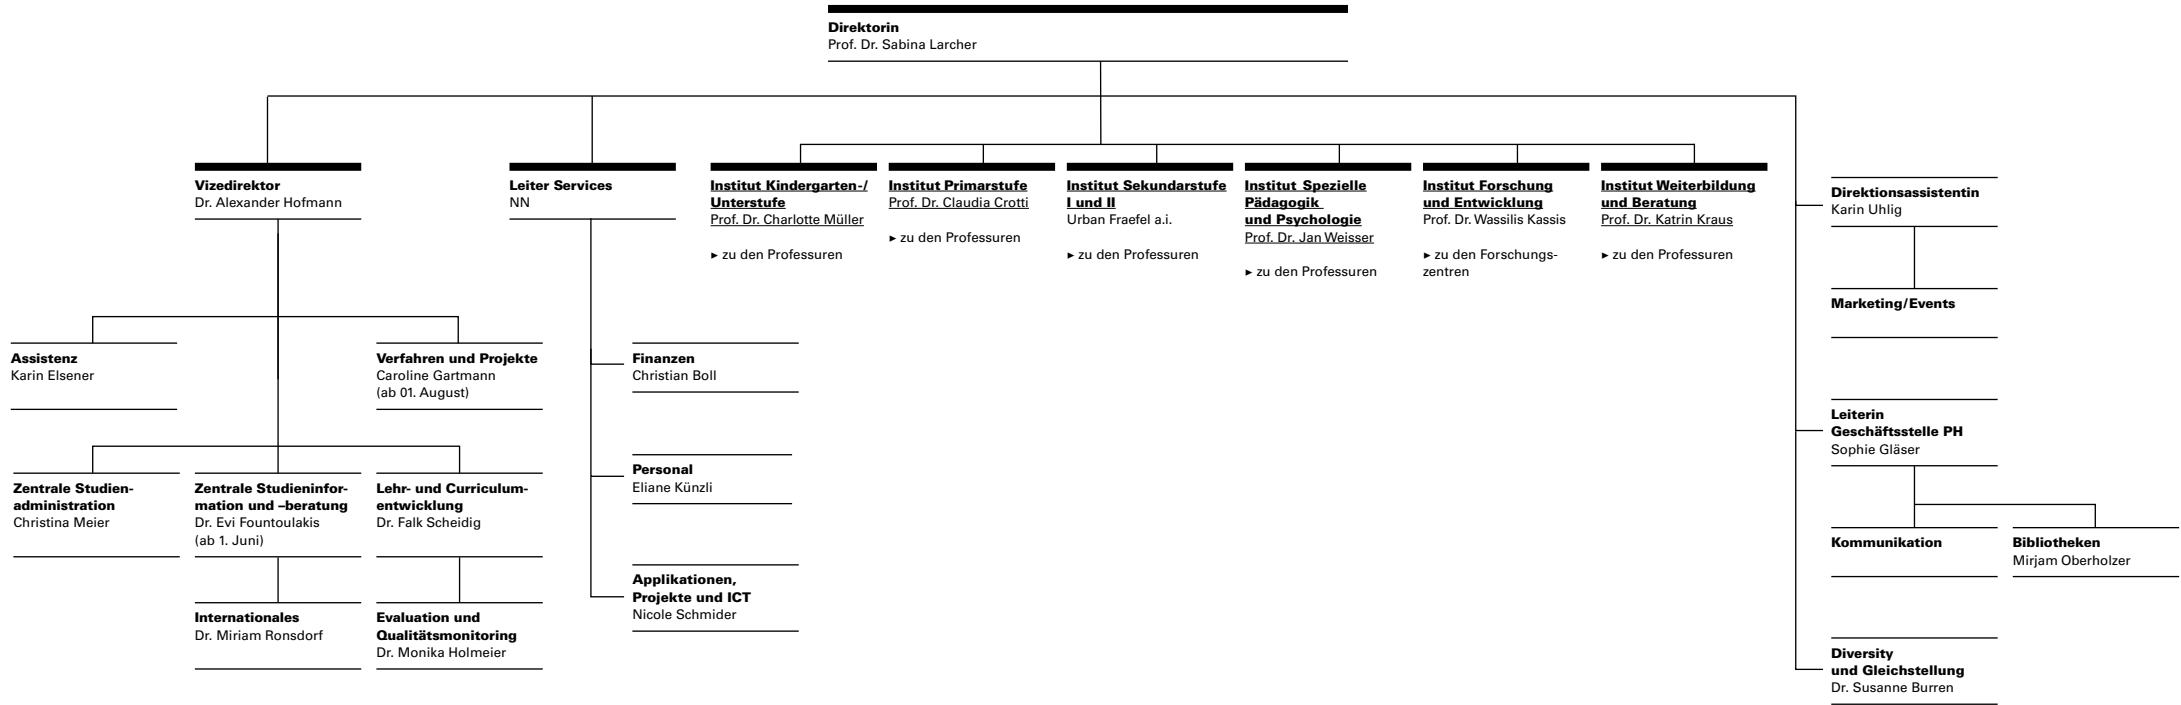 Direktorin
Prof. Dr. Sabina Larcher
Vizedirektor
Dr. Alexander Hofmann
Leiter Services
NN
Institut Kindergarten-/
Unterstufe
Prof. Dr. Charlotte Müller
▸ zu den Professuren
Institut Primarstufe
Prof. Dr. Claudia Crotti
▸ zu den Professuren
Institut Sekundarstufe
I und II
Urban Fraefel a.i.
▸ zu den Professuren
Institut Spezielle
Pädagogik
und Psychologie
Prof. Dr. Jan Weisser
▸ zu den Professuren
Institut Forschung
und Entwicklung
Prof. Dr. Wassilis Kassis
▸ zu den Forschungs-
zentren
Institut Weiterbildung
und Beratung
Prof. Dr. Katrin Kraus
▸ zu den Professuren
Direktionsassistentin
Karin Uhlig
Marketing/Events
Assistenz
Karin Elsener
Verfahren und Projekte
Caroline Gartmann
(ab 01. August)
Finanzen
Christian Boll
Leiterin
Geschäftsstelle PH
Sophie Gläser
Personal
Eliane Künzli
Zentrale Studien-
administration
Christina Meier
Zentrale Studieninfor-
mation und –beratung
Dr. Evi Fountoulakis
(ab 1. Juni)
Lehr- und Curriculum-
entwicklung
Dr. Falk Scheidig
Kommunikation
Bibliotheken
Mirjam Oberholzer
Applikationen,
Projekte und ICT
Nicole Schmider
Internationales
Dr. Miriam Ronsdorf
Evaluation und
Qualitätsmonitoring
Dr. Monika Holmeier
Diversity
und Gleichstellung
Dr. Susanne Burren